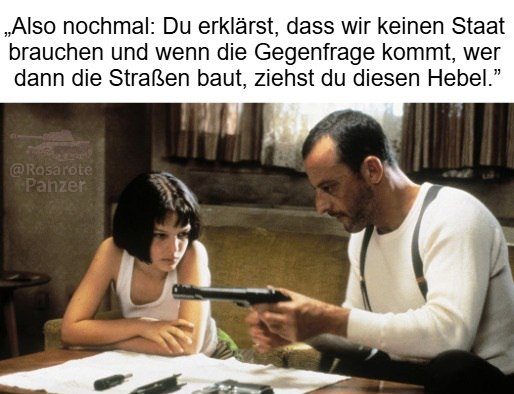 „Also nochmal: Du erklärst, dass wir keinen Staat
brauchen und wenn die Gegenfrage kommt, wer
dann die Straßen baut, ziehst du diesen Hebel.”
@Rosarote
Panzer